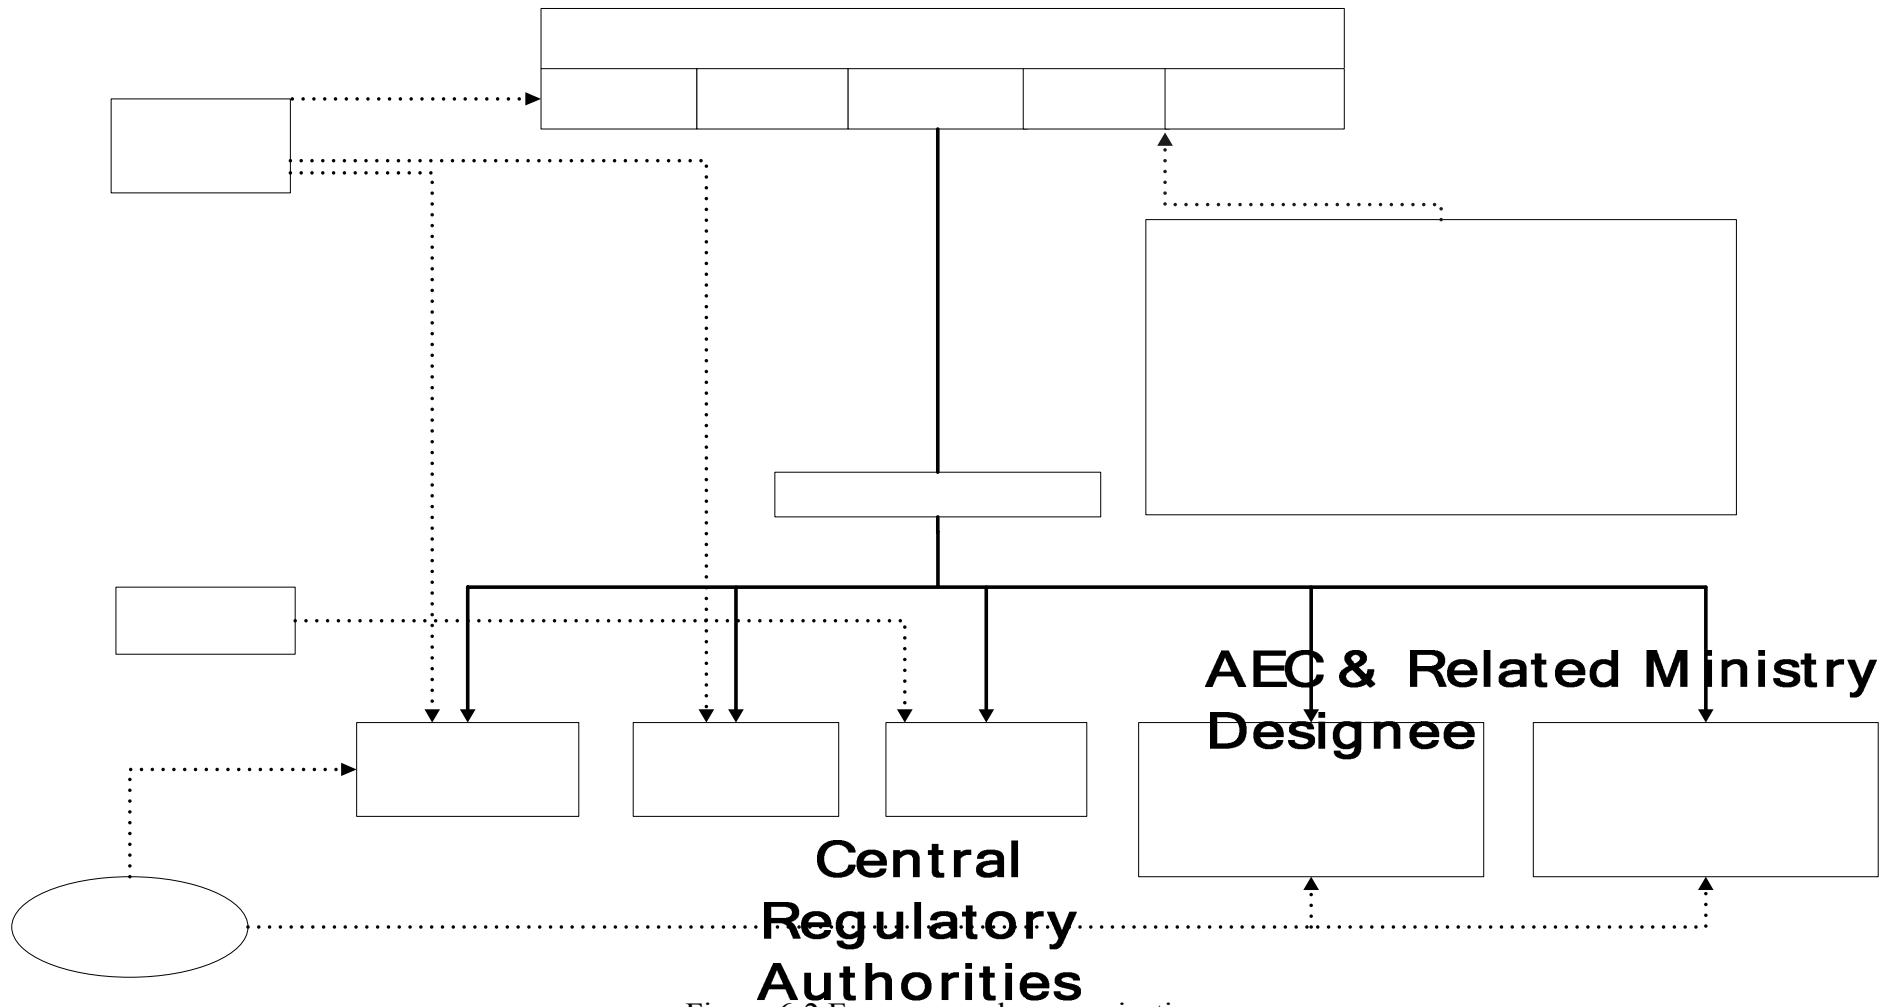 AEC & Related Ministry
Designee
Central
Regulatory
Authorities